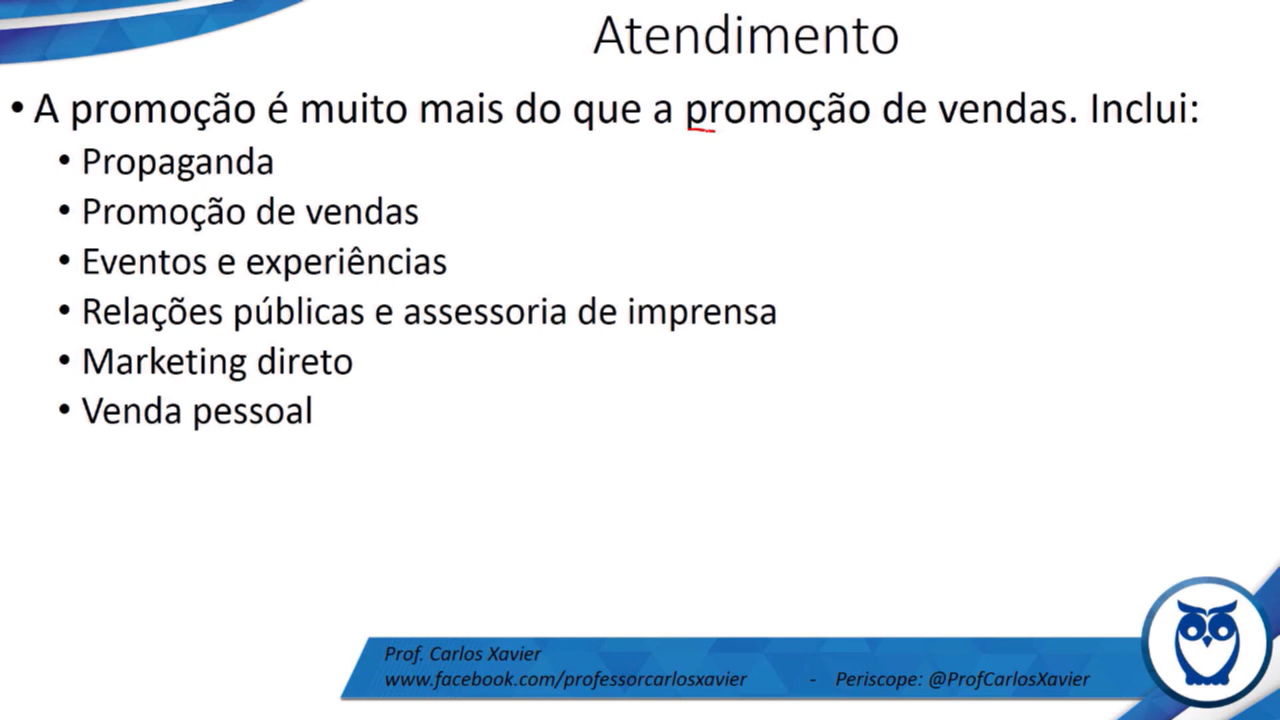 Atendimento
• A promoção é muito mais do que a promoção de vendas. Inclui:
• Propaganda
• Promoção de vendas
• Eventos e experiências
• Relações públicas e assessoria de imprensa
• Marketing direto
• Venda pessoal
Prof. Carlos Xavier
www.facebook.com/professorcarlosxavier - Periscope: @ProfCarlosXavier